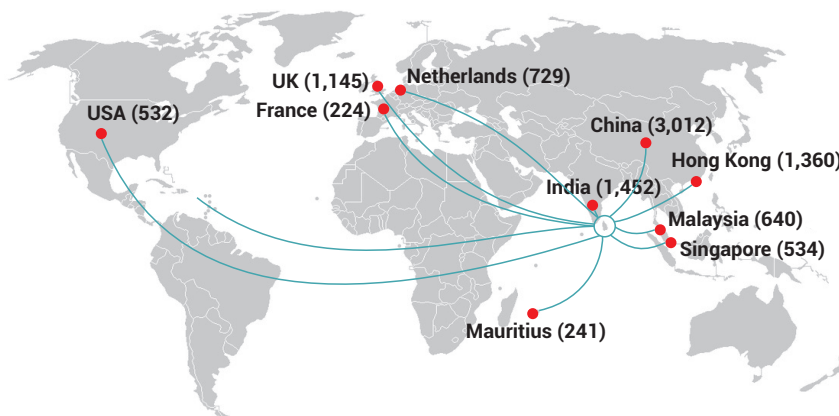 UK (1,145)
Netherlands (729)
USA (532)
France (224)
China (3,012)
Hong Kong (1,360)
India (1,452)
Malaysia (640)
Singapore (534)
Mauritius (241)